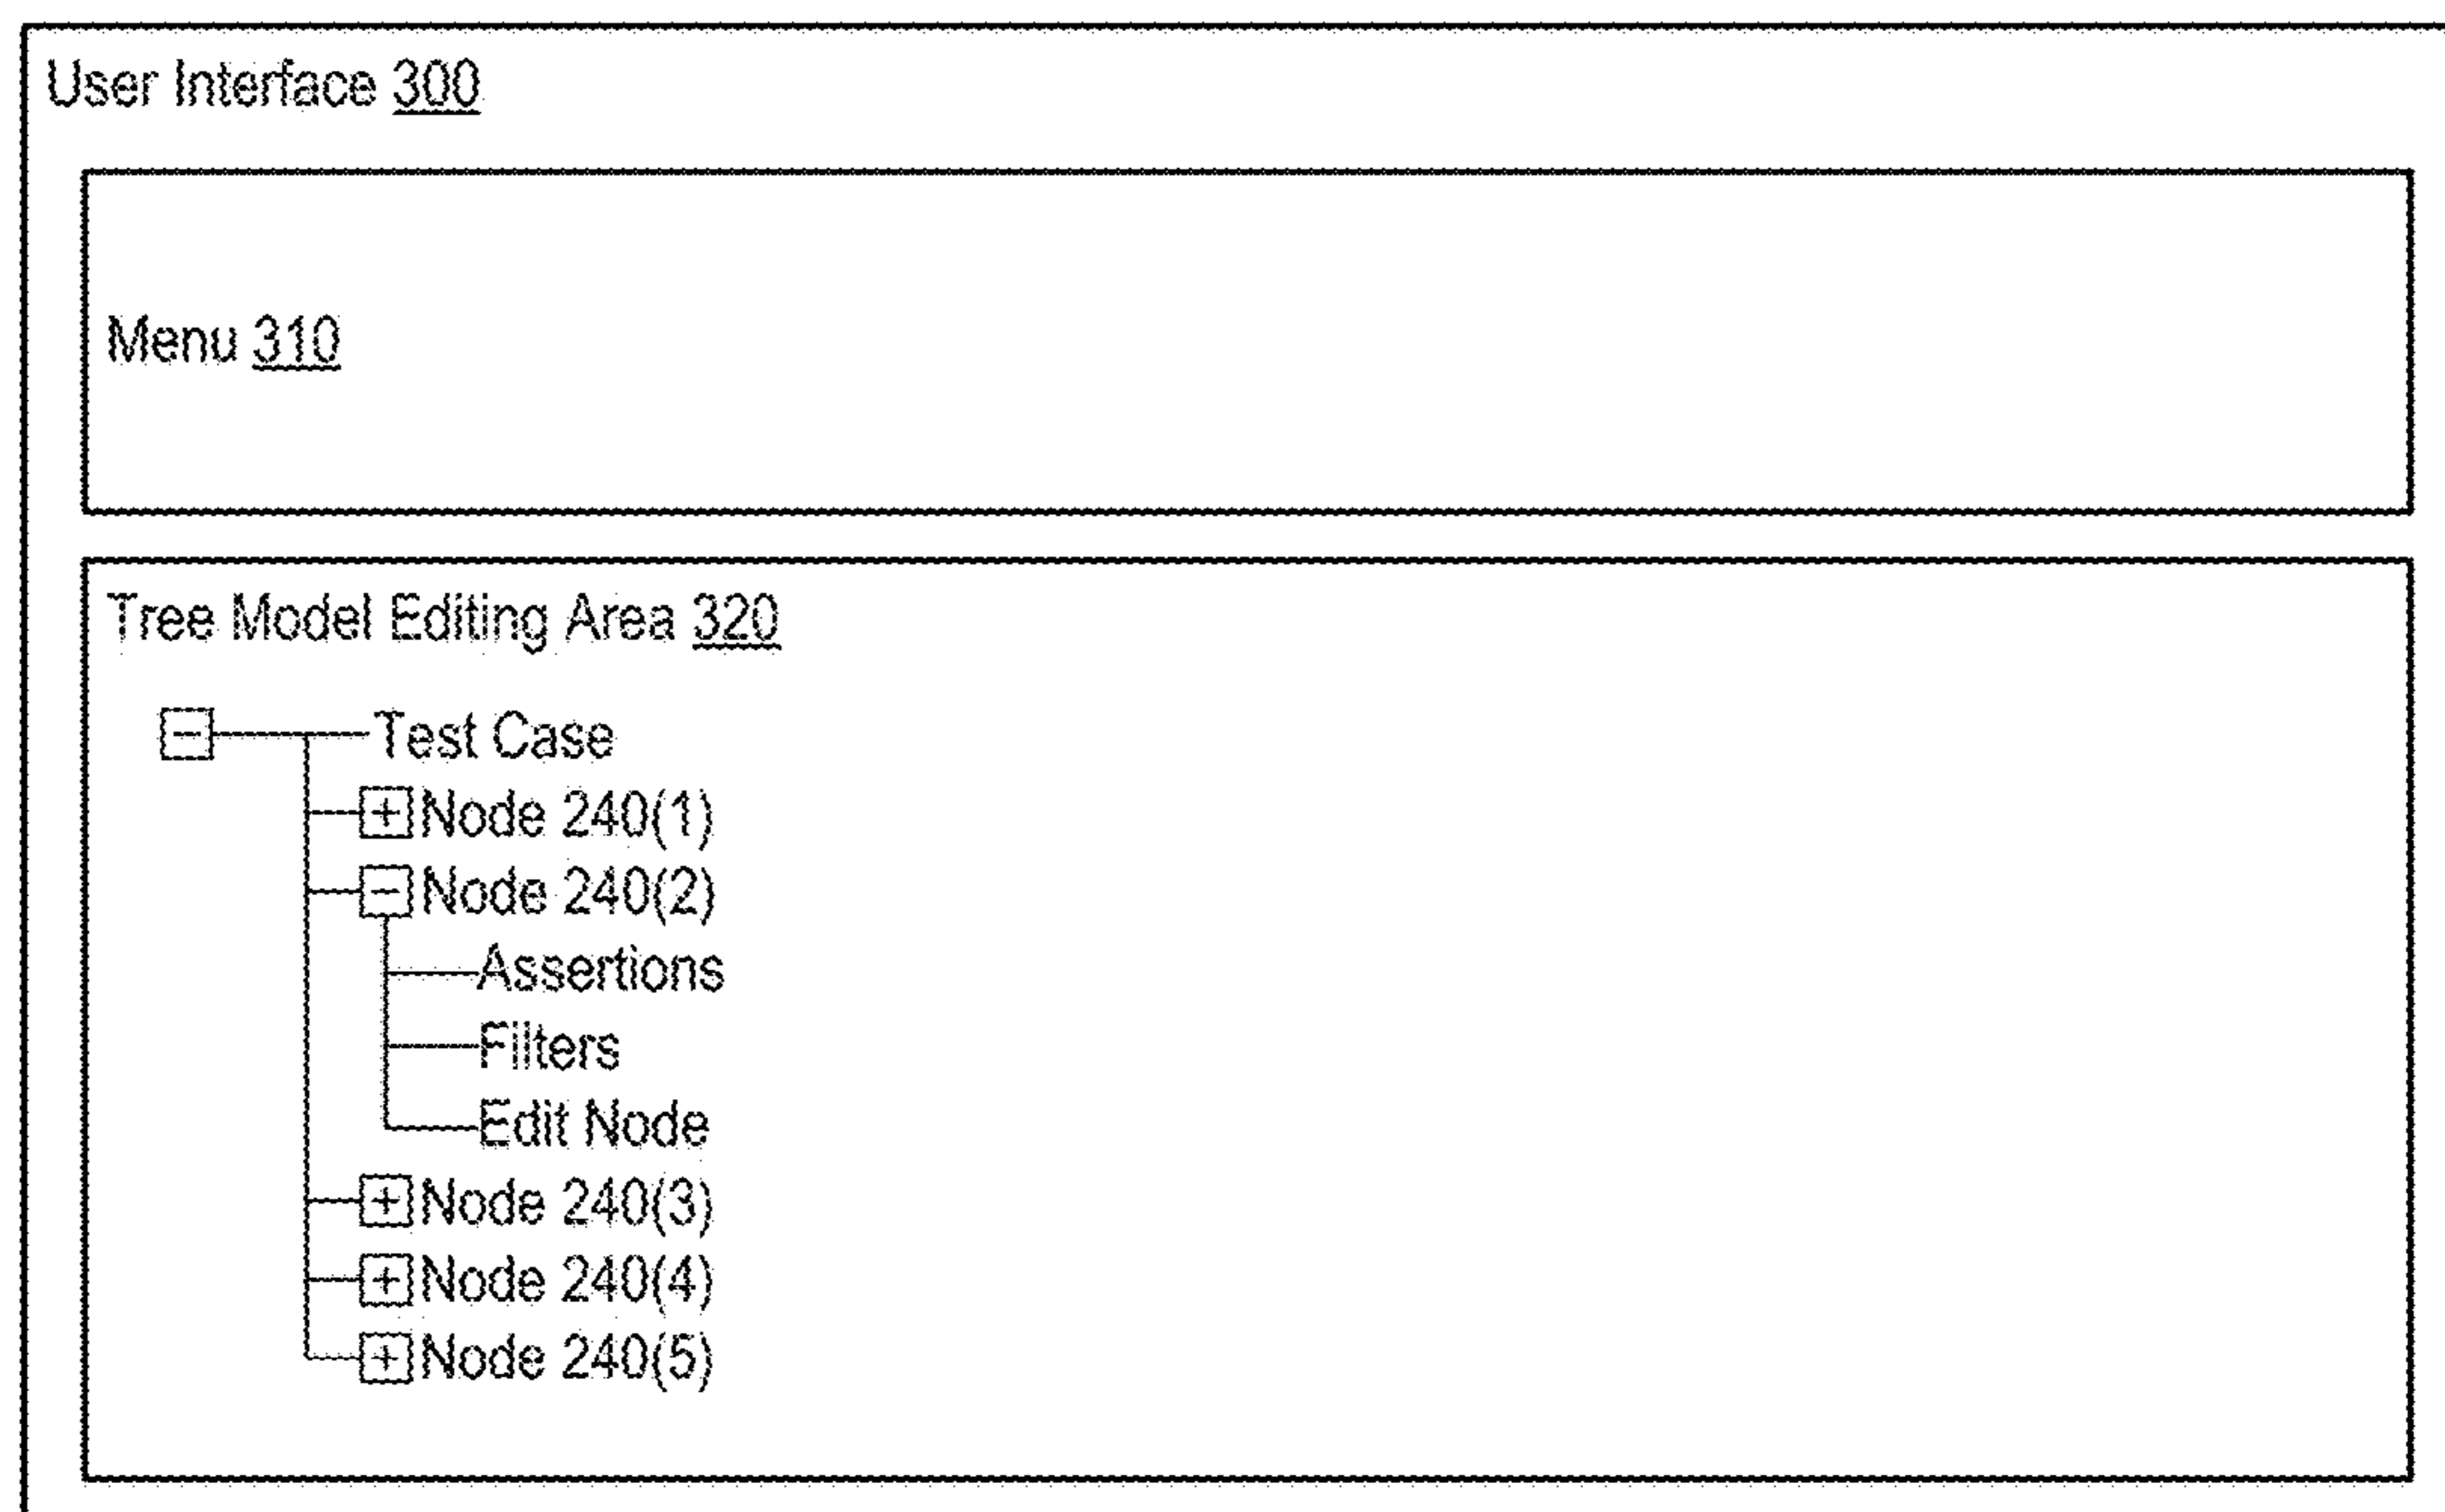 User Interface 300
Menu 310
Tree Model Editing Area 320
Test Case
Node 240(1)
Node 240(2)
Assertions
Filters
Edit Node
Node 240(3)
Node 240(4)
Node 240(5)